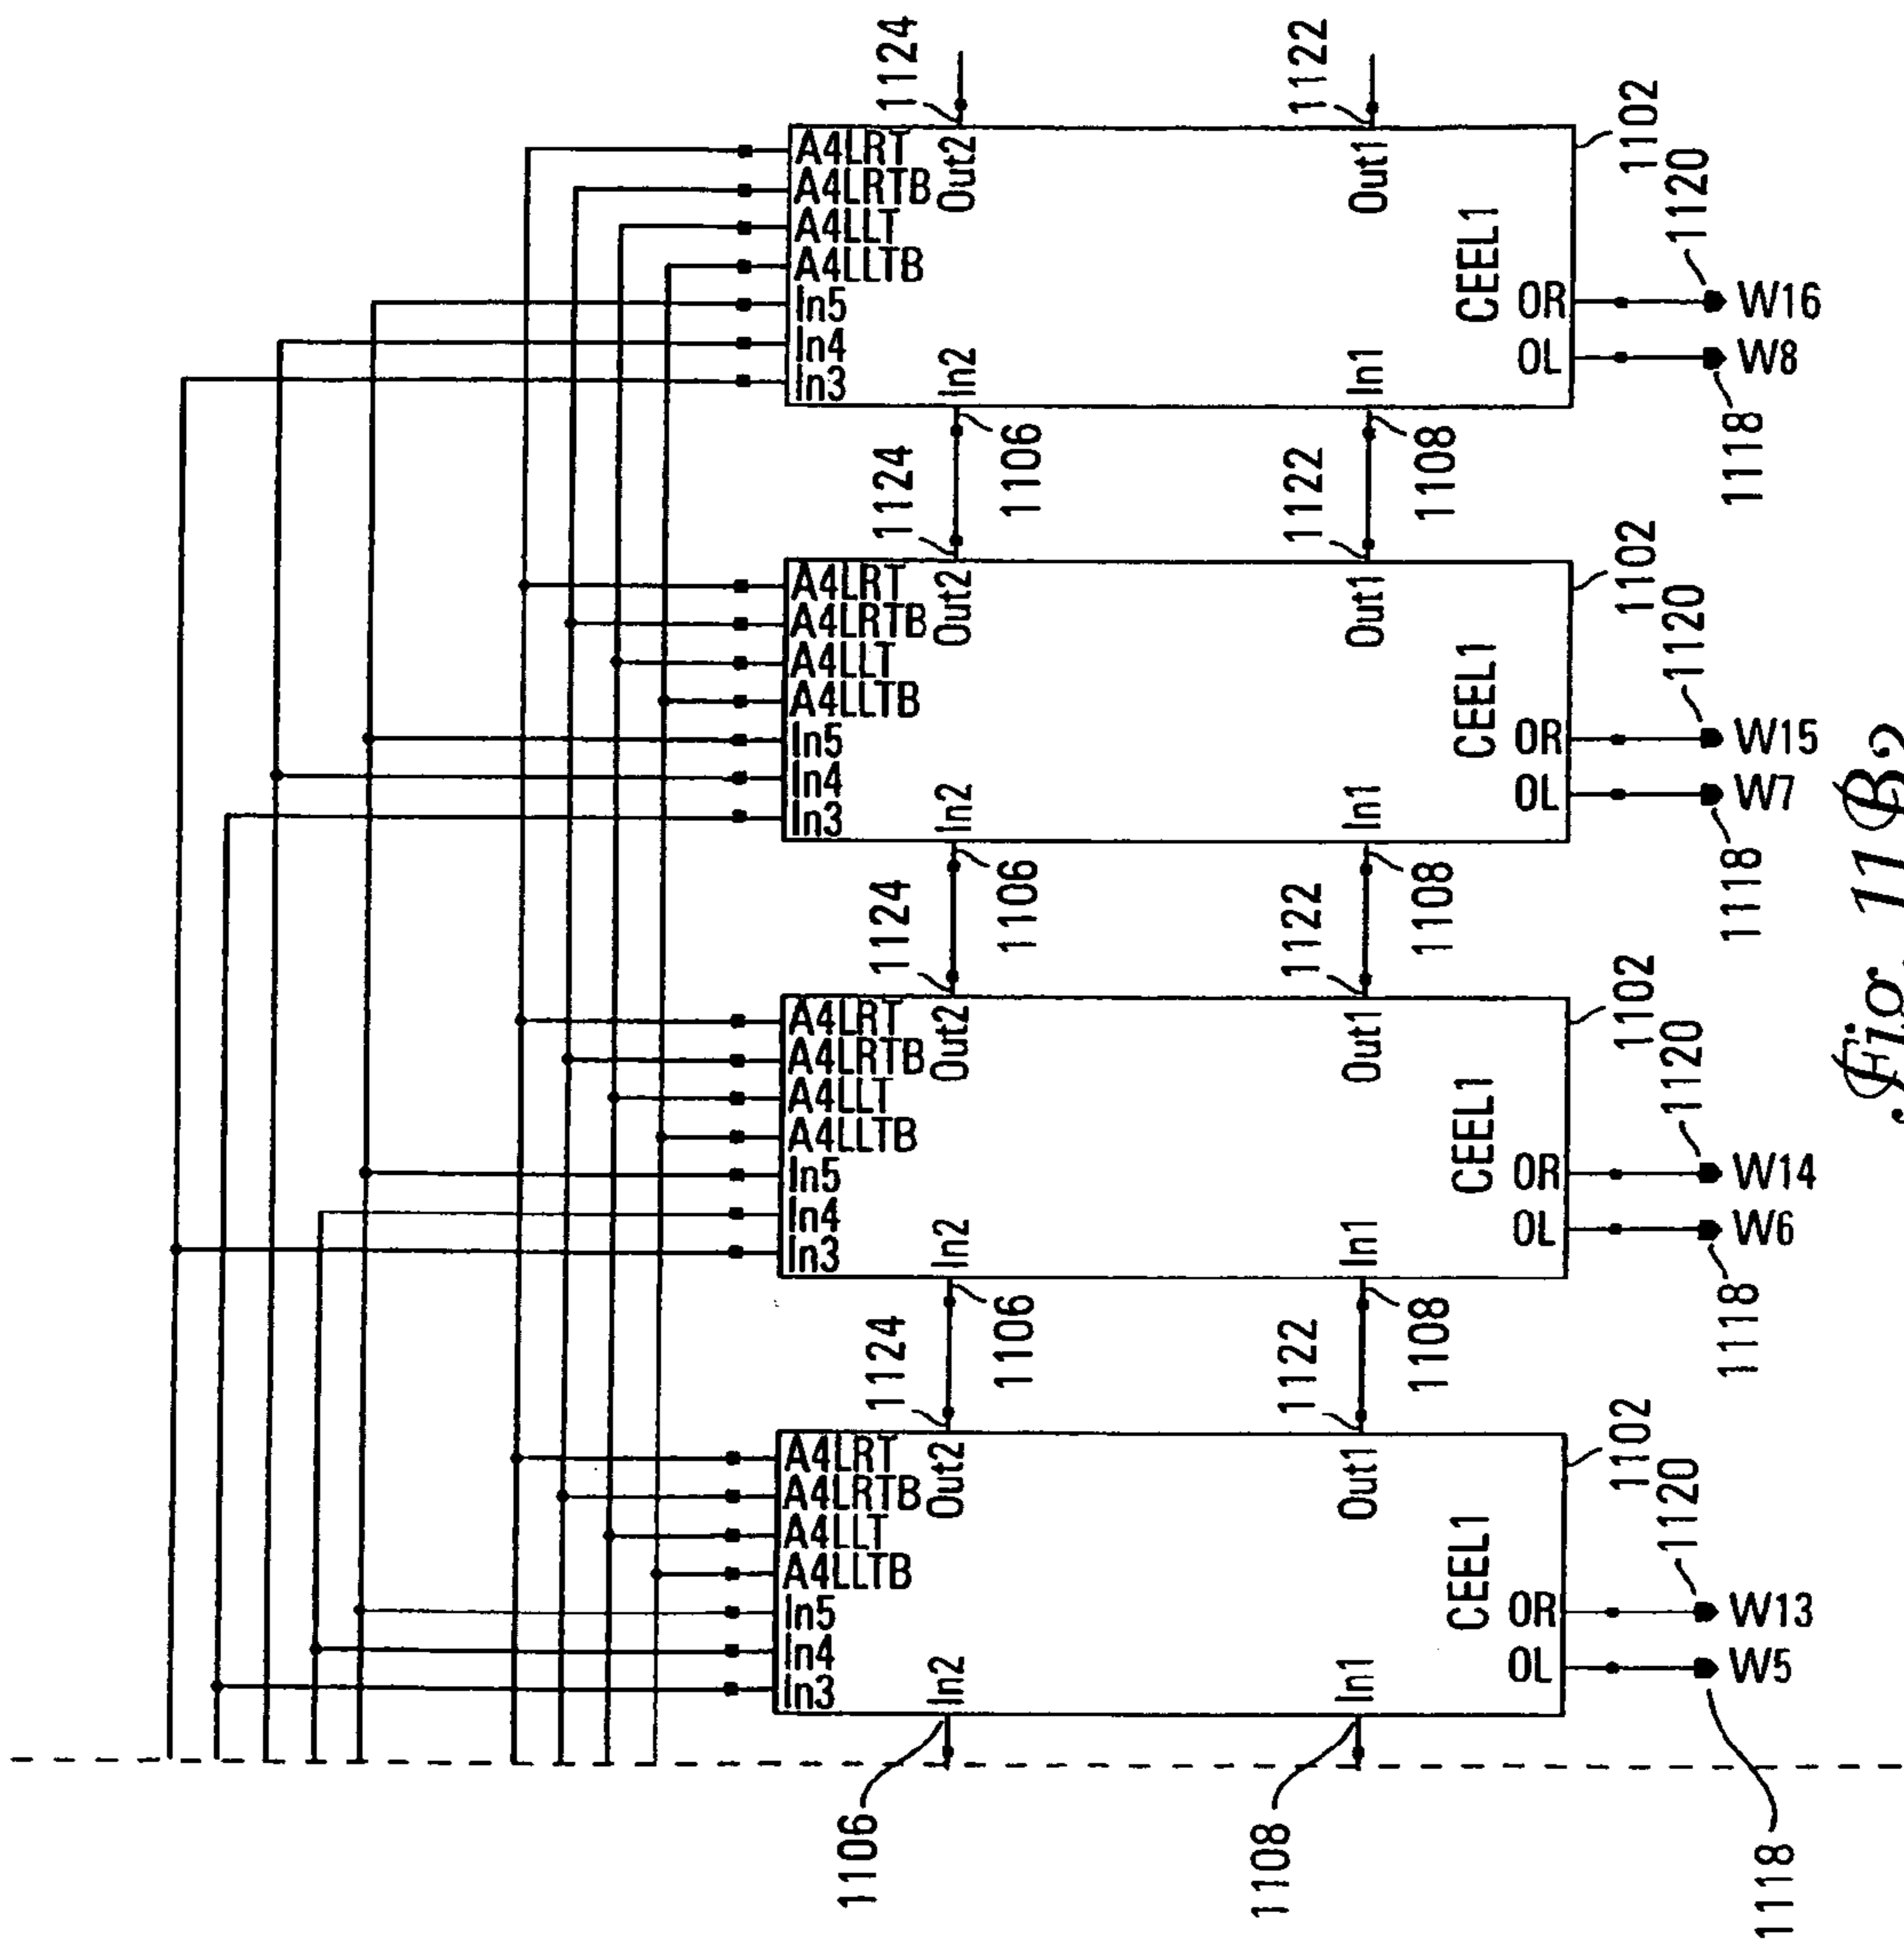 1106
1108
1118
A4LRT
A4LRTB
A4LLT
A4LLTB
In5
In4
In3
In2
In1
Out2
Out1
CEEL1
OR
OL
1124
1122
1102
1120
W13
W5
1106
1108
A4LRT
A4LRTB
A4LLT
A4LLTB
In5
In4
In3
In2
In1
Out2
Out1
CEEL1
OR
OL
1124
1122
1102
1120
W14
W6
1118
1106
1108
A4LRT
A4LRTB
A4LLT
A4LLTB
In5
In4
In3
In2
In1
Out2
Out1
CEEL1
OR
OL
1124
1122
1102
1120
W15
W7
1118
1106
1108
A4LRT
A4LRTB
A4LLT
A4LLTB
In5
In4
In3
In2
In1
Out2
Out1
CEEL1
OR
OL
1124
1122
1102
1120
W16
W8
1118
Fig. 11B2